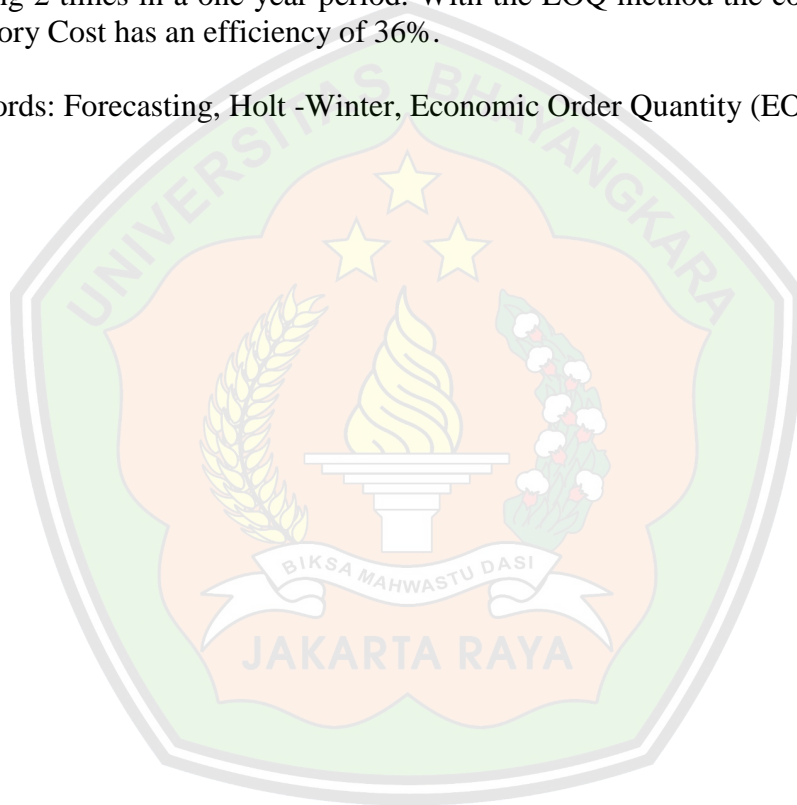 ng 2 times in a one year period. With the EOQ method the co
ory Cost has an efficiency of 36%.
ords: Forecasting, Holt -Winter, Economic Order Quantity (EO
UNIVERSITAS BHAYANGKARA
BIKSA MAHWASTU DASI
JAKARTA RAYA